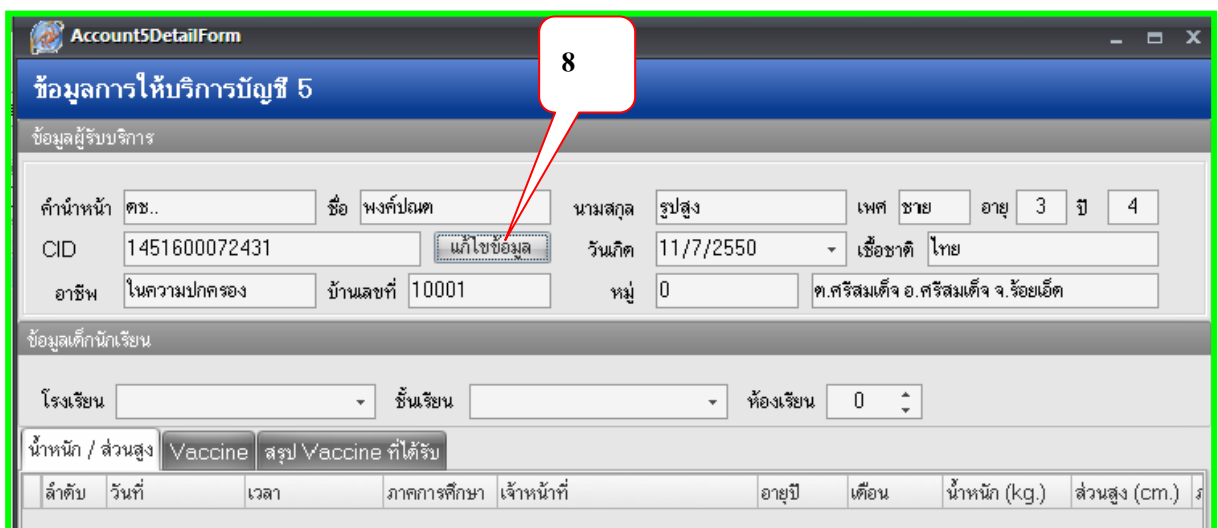 Account5DetailForm
8
ข้อมูลการให้บริการบัญชี 5
ข้อมูลผู้รับบริการ
คำนำหน้า ดช.. ชื่อ พงศ์ปณต นามสกุล รูปสูง เพศ ชาย อายุ 3 ปี 4
CID 1451600072431 แก้ไขข้อมูล วันเกิด 11/7/2550 เชื้อชาติ ไทย
อาชีพ ในความปกครอง บ้านเลขที่ 10001 หมู่ 0 ต.ศรีสมเด็จ อ.ศรีสมเด็จ จ.ร้อยเอ็ด
ข้อมูลเด็กนักเรียน
โรงเรียน ชั้นเรียน ห้องเรียน 0
น้ำหนัก / ส่วนสูง Vaccine สรุป Vaccine ที่ได้รับ
ลำดับ วันที่ เวลา ภาคการศึกษา เจ้าหน้าที่ อายุปี เดือน น้ำหนัก (kg.) ส่วนสูง (cm.)